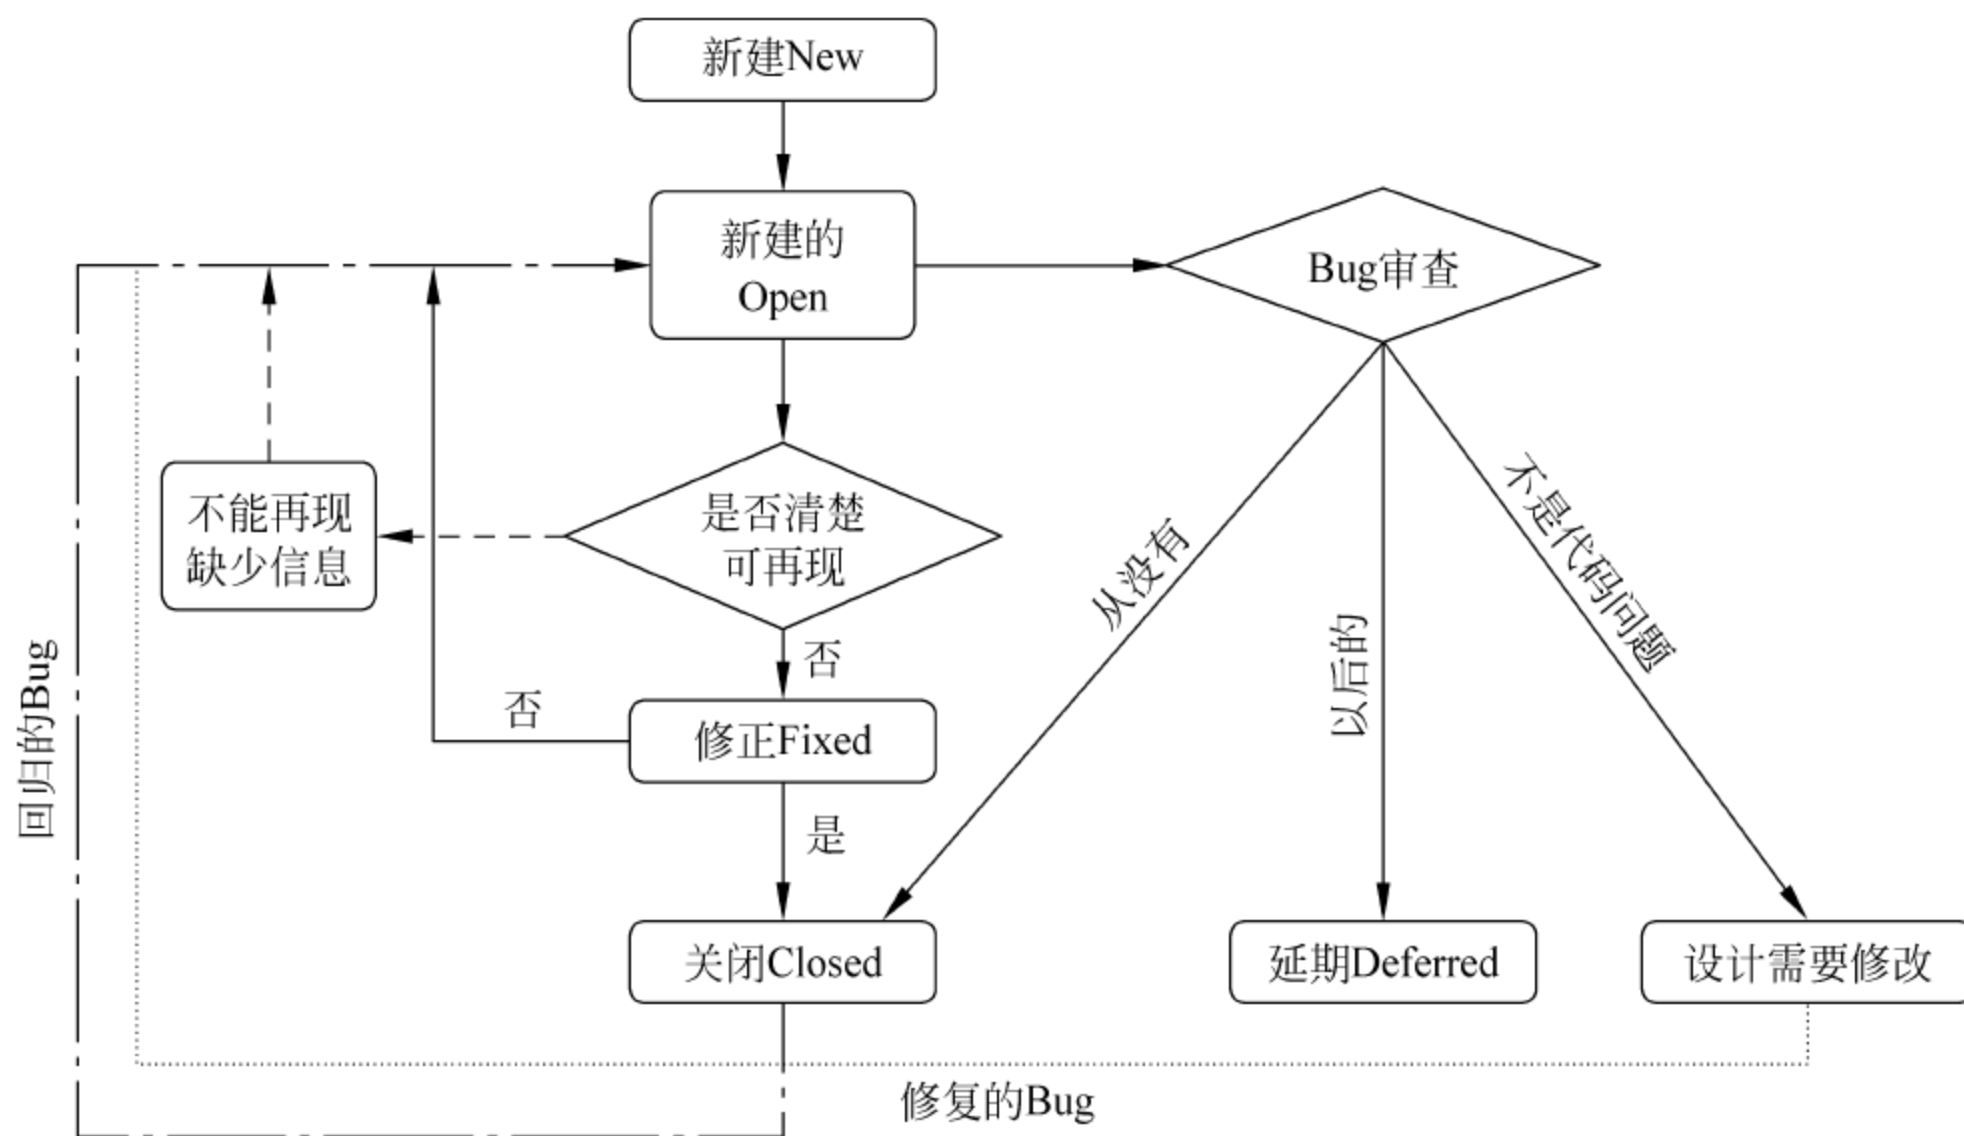 新建New
新建的
Open
Bug审查
不能再现
缺少信息
是否清楚
可再现
否
否
修正Fixed
是
从没有
以后的
不是代码问题
回归的Bug
关闭Closed
延期Deferred
设计需要修改
修复的Bug